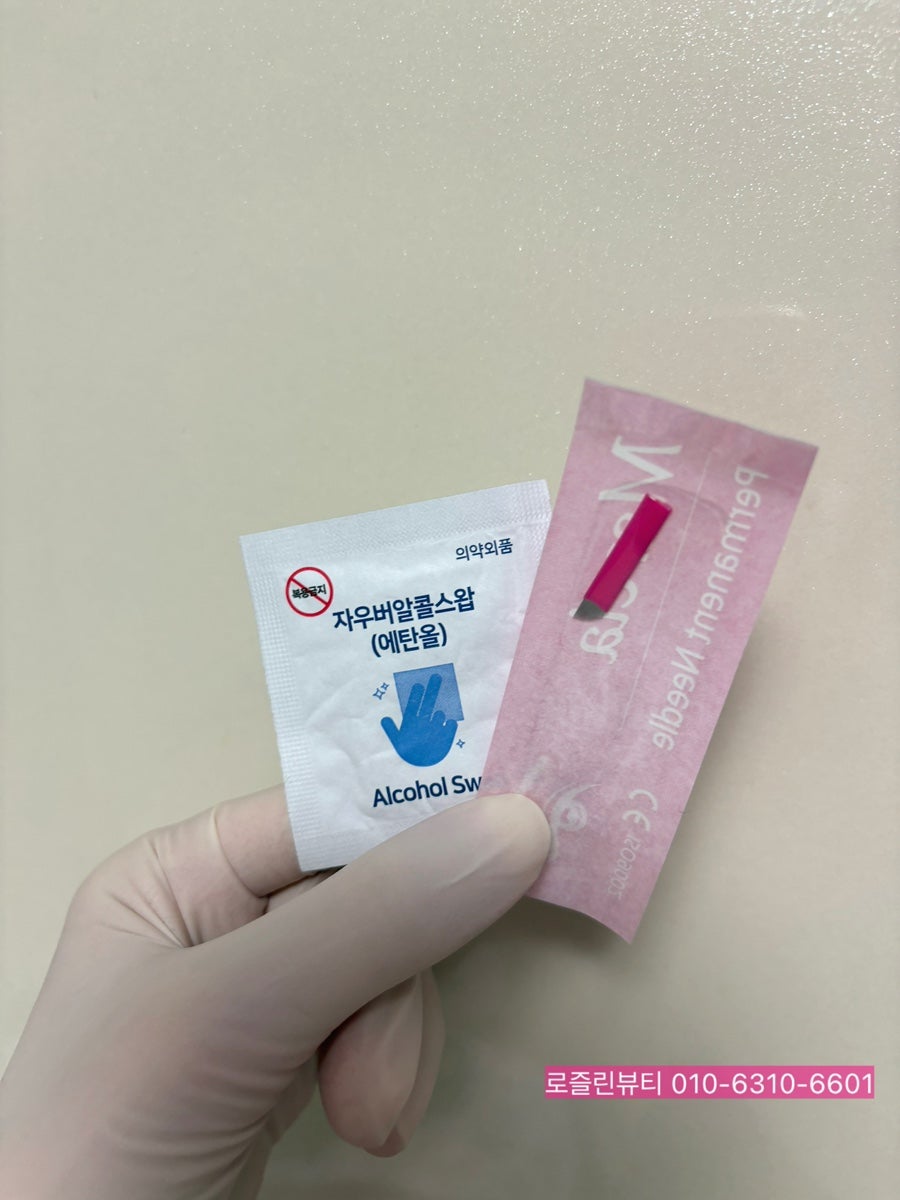 의약외품
복용금지
자우버알콜스왑
(에탄올)
Alcohol Sw
Permanent Needle
CE ISO9001
로즐린뷰티 010-6310-6601